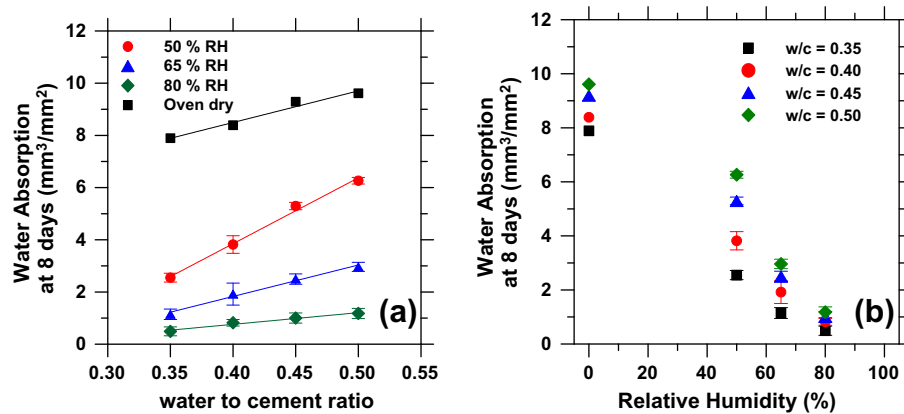 12
10
8
6
4
2
0
Water Absorption
at 8 days (mm³/mm²)
50 % RH
65 % RH
80 % RH
Oven dry
(a)
0.30 0.35 0.40 0.45 0.50 0.55
water to cement ratio
12
10
8
6
4
2
0
Water Absorption
at 8 days (mm³/mm²)
w/c = 0.35
w/c = 0.40
w/c = 0.45
w/c = 0.50
(b)
0 20 40 60 80 100
Relative Humidity (%)